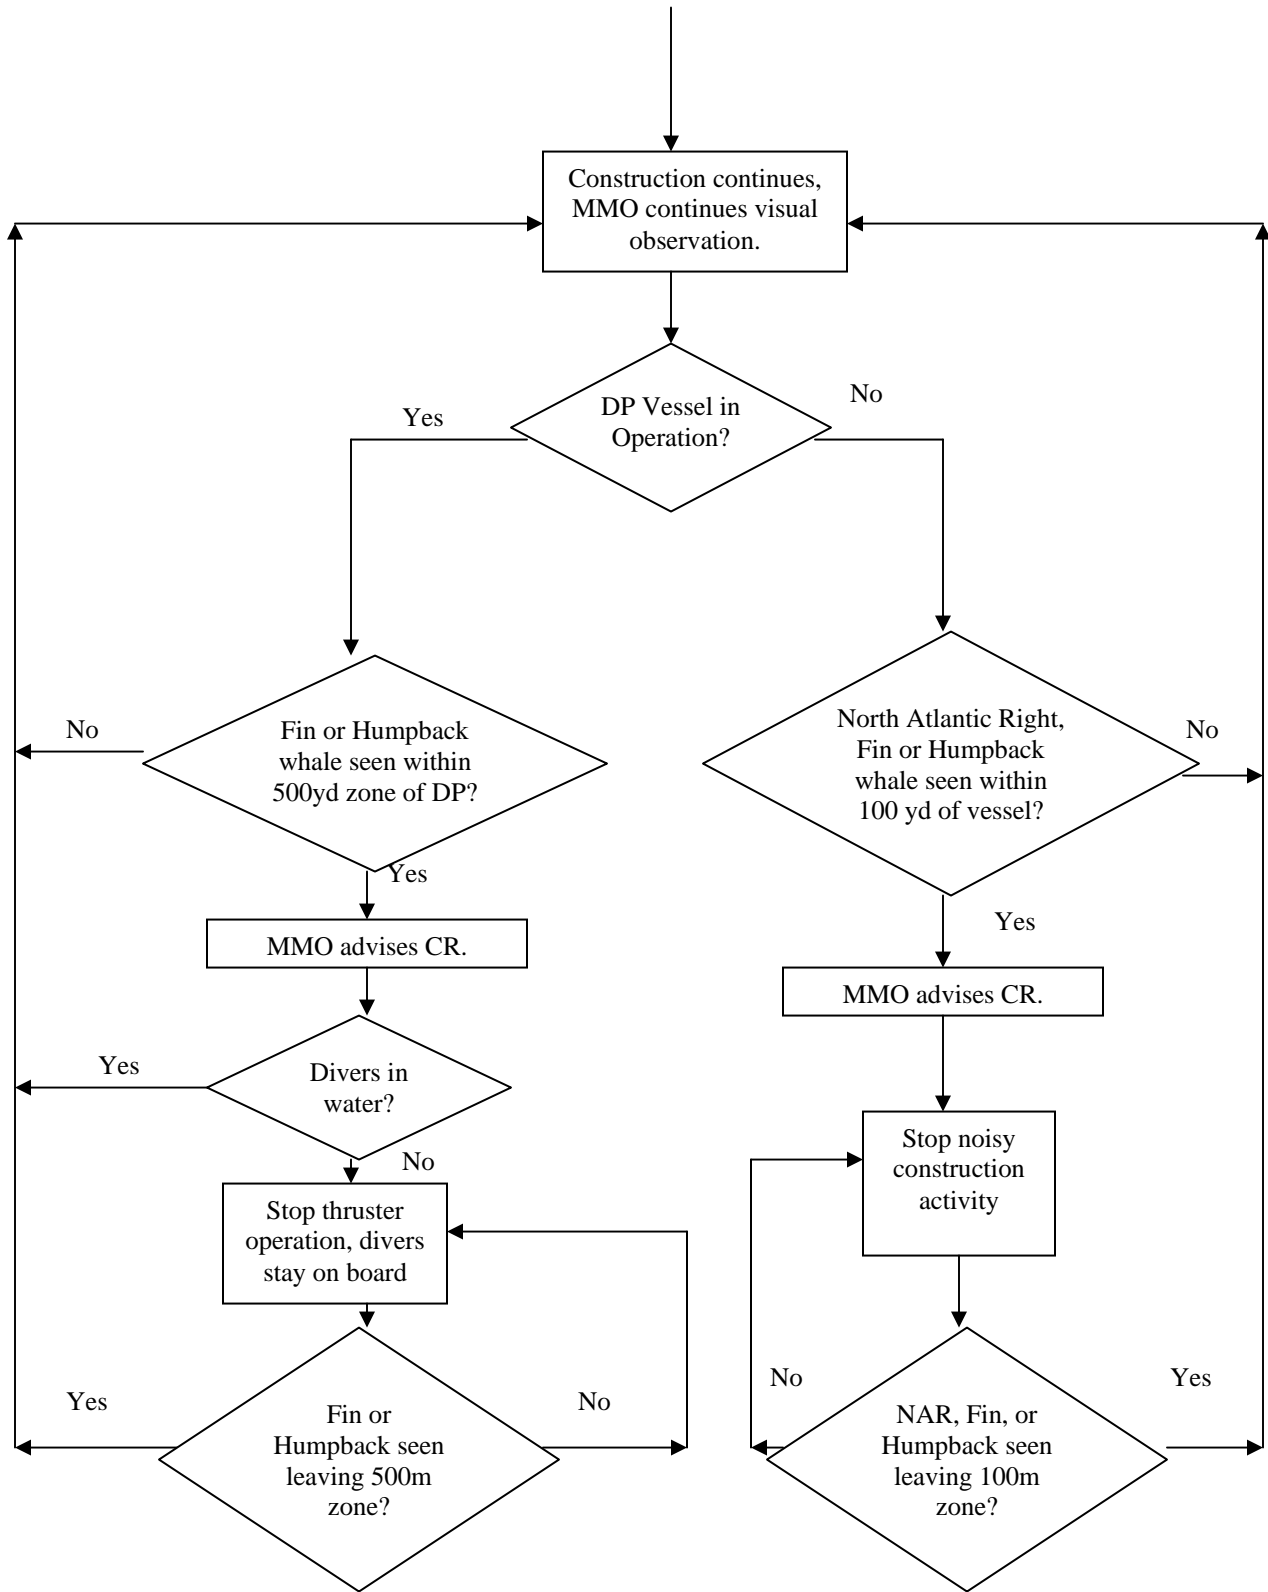 Construction continues,
MMO continues visual
observation.
DP Vessel in
Operation?
Yes
No
Fin or Humpback
whale seen within
500yd zone of DP?
No
Yes
North Atlantic Right,
Fin or Humpback
whale seen within
100 yd of vessel?
No
Yes
MMO advises CR.
MMO advises CR.
Divers in
water?
Yes
No
Stop noisy
construction
activity
Stop thruster
operation, divers
stay on board
Fin or
Humpback seen
leaving 500m
zone?
Yes
No
NAR, Fin, or
Humpback seen
leaving 100m
zone?
No
Yes